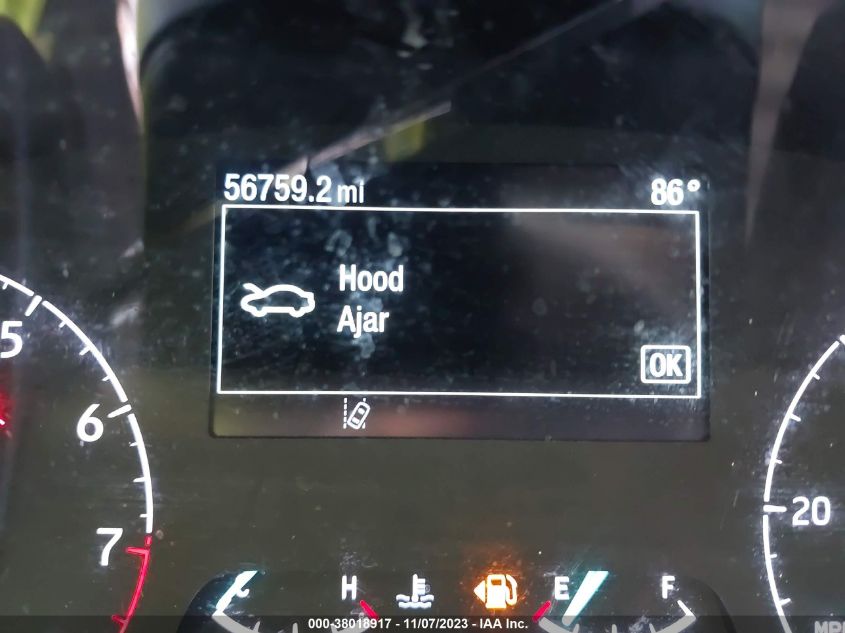 56759.2 mi 86°
Hood
Ajar
OK
5
6
7
20
H E F
000-38018917 - 11/07/2023 - IAA Inc.